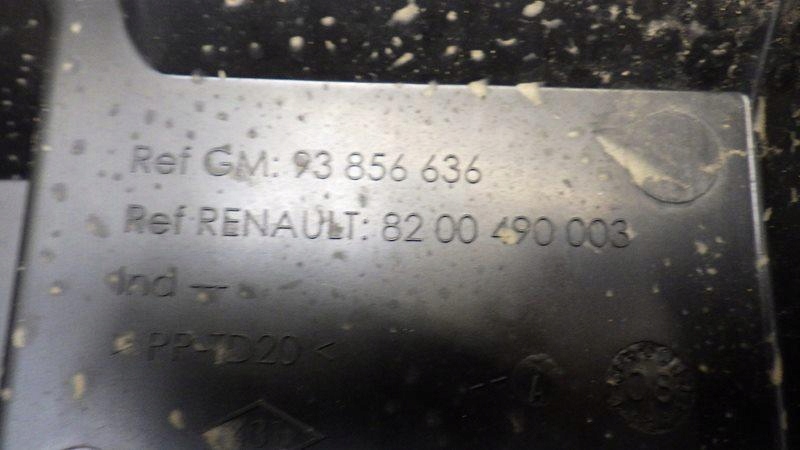 Ref GM: 93 856 636
Ref RENAULT: 82 00 490 003
Ind ---
> PP-TD20 <